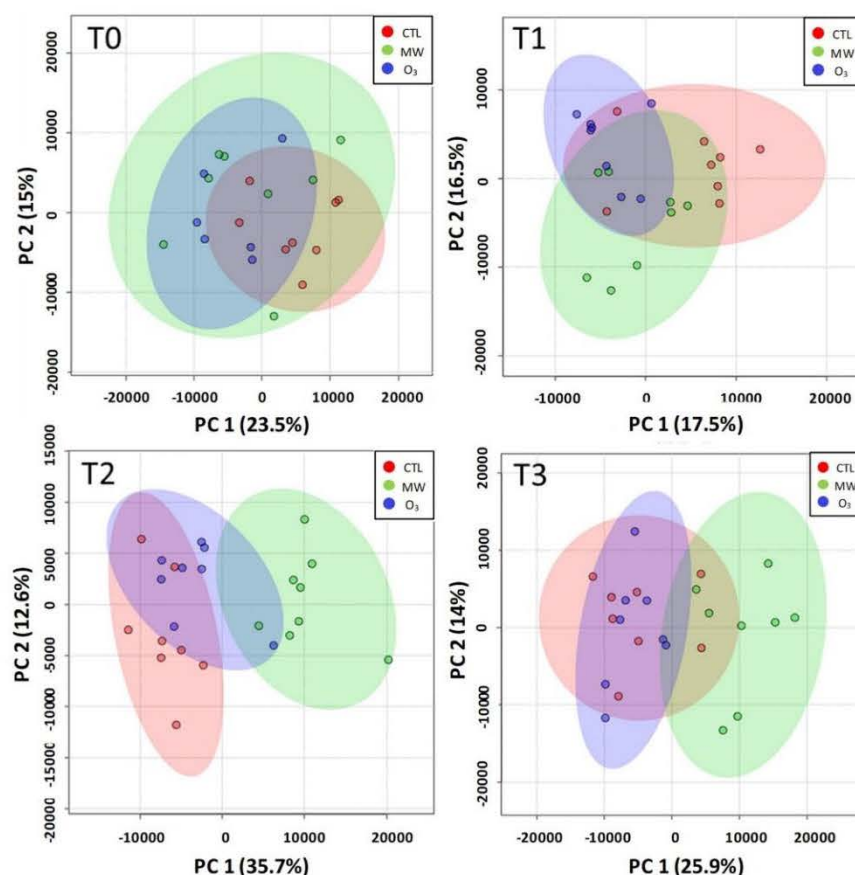 T0
CTL
MW
O₃
20000
10000
0
-10000
-20000
PC 2 (15%)
-20000 -10000 0 10000 20000
PC 1 (23.5%)
T1
CTL
MW
O₃
10000
0
-10000
-20000
PC 2 (16.5%)
-10000 0 10000 20000
PC 1 (17.5%)
T2
CTL
MW
O₃
15000
10000
5000
0
-5000
-10000
-15000
-20000
PC 2 (12.6%)
-10000 0 10000 20000
PC 1 (35.7%)
T3
CTL
MW
O₃
20000
10000
0
-10000
-20000
PC 2 (14%)
-20000 -10000 0 10000 20000
PC 1 (25.9%)